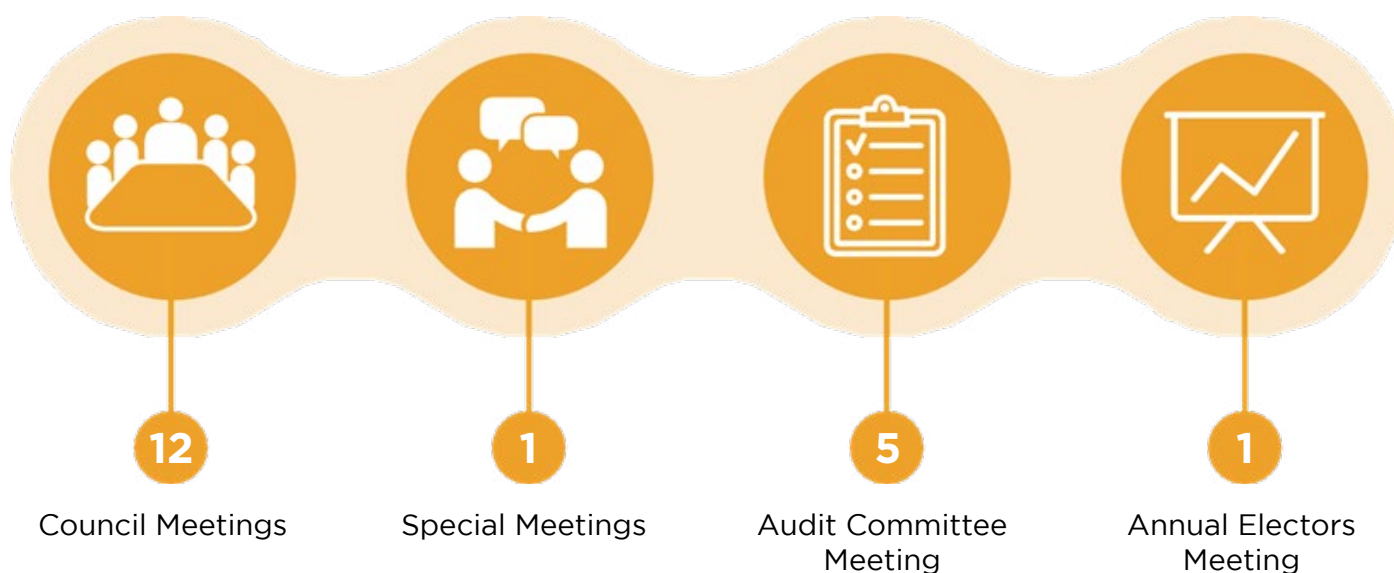 12
1
5
1
Council Meetings
Special Meetings
Audit Committee
Meeting
Annual Electors
Meeting